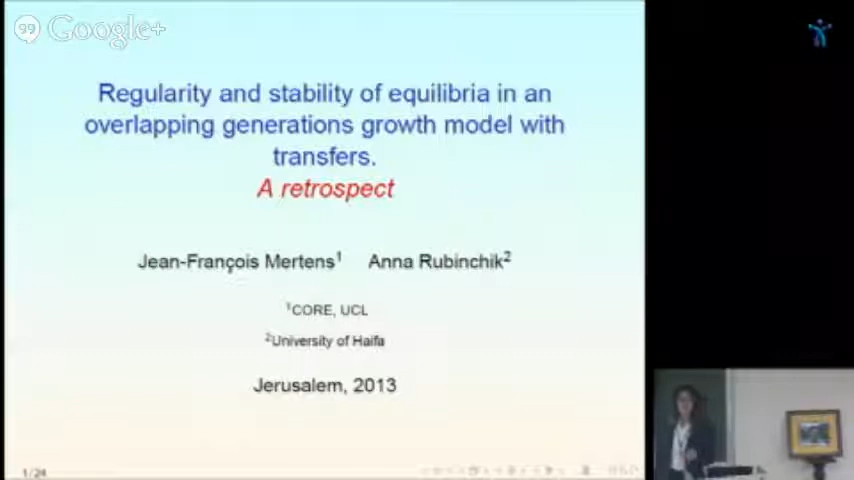 Google+
Regularity and stability of equilibria in an
overlapping generations growth model with
transfers.
A retrospect
Jean-François Mertens¹ Anna Rubinchik²
¹CORE, UCL
²University of Haifa
Jerusalem, 2013
1/24